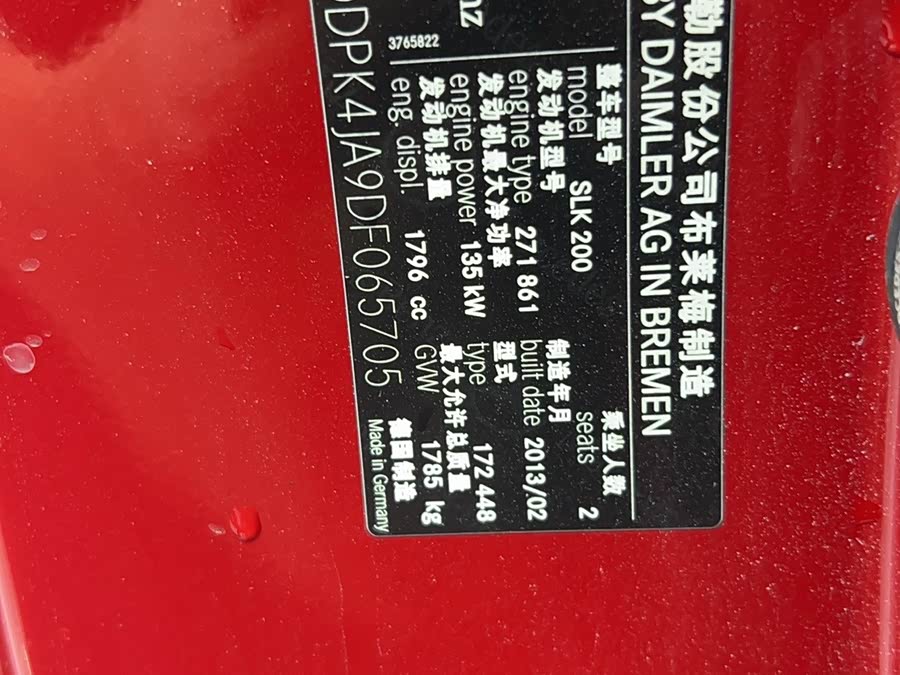 勒股份公司布莱梅制造
BY DAIMLER AG IN BREMEN
整车型号
model SLK 200
乘坐人数
seats 2
发动机型号
engine type 271 861
制造年月
built date 2013/02
发动机最大净功率
engine power 135 kW
型式
type 172 448
发动机排量
eng. displ. 1796 cc
最大允许总质量
GVW 1785 kg
3765822
德国制造
Made in Germany
DPK4JA9DF065705